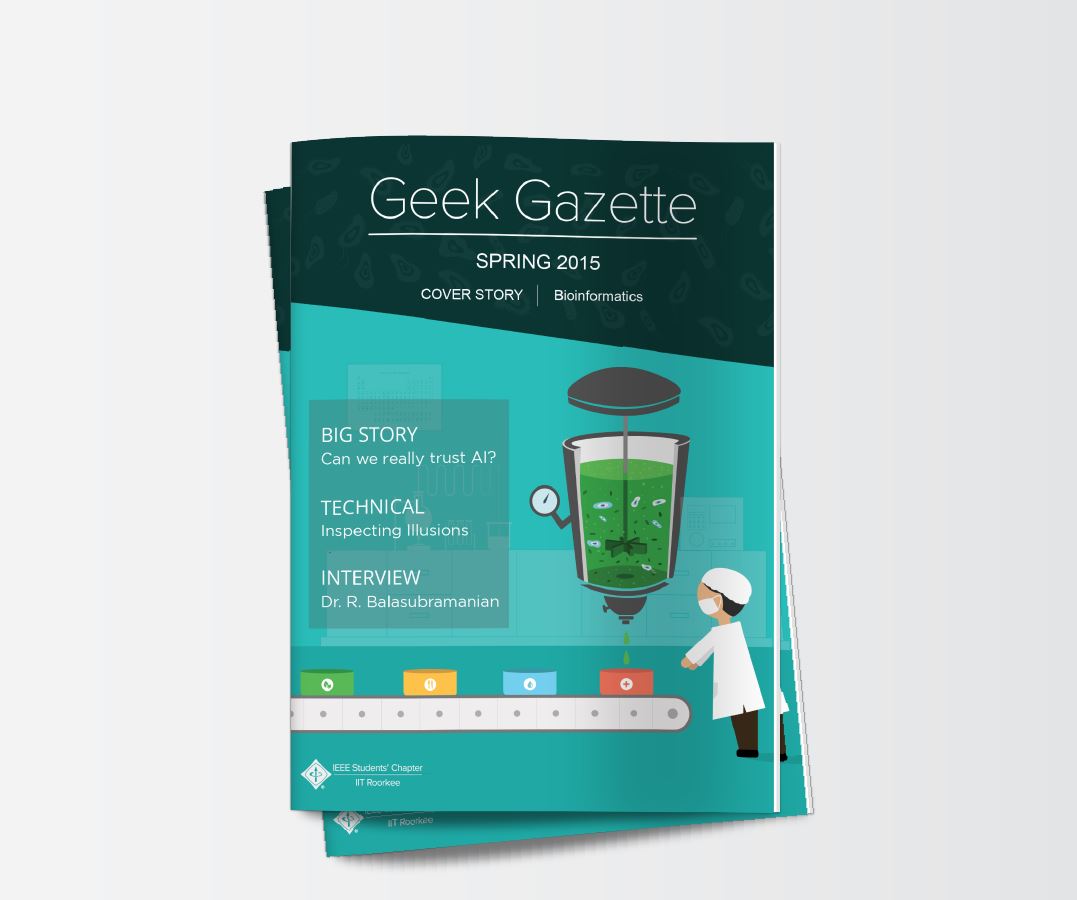 Geek Gazette
SPRING 2015
COVER STORY | Bioinformatics
BIG STORY
Can we really trust AI?
TECHNICAL
Inspecting Illusions
INTERVIEW
Dr. R. Balasubramanian
IEEE Students' Chapter
IIT Roorkee
IIT Roorkee